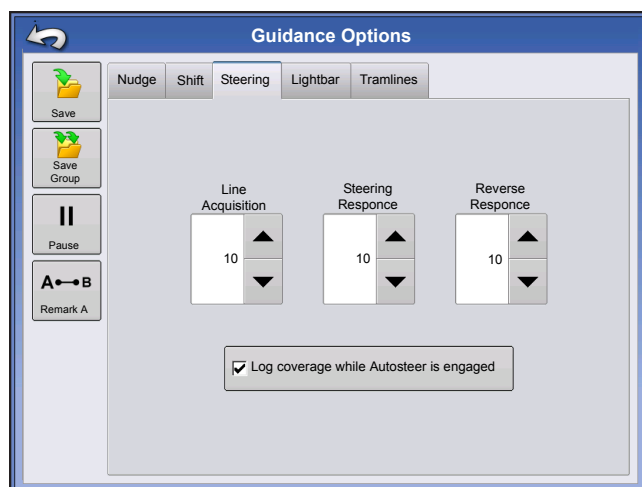 Guidance Options
Nudge
Shift
Steering
Lightbar
Tramlines
Save
Save
Group
Pause
A B
Remark A
Line
Acquisition
10
Steering
Responce
10
Reverse
Responce
10
Log coverage while Autosteer is engaged